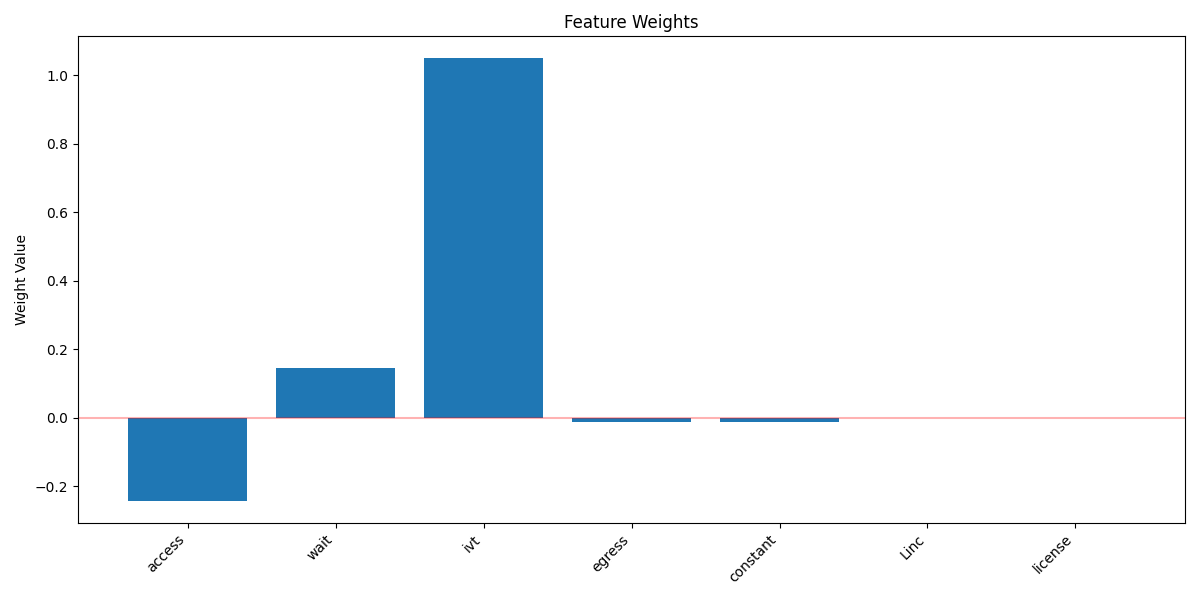 Feature Weights
1.0
0.8
0.6
0.4
0.2
0.0
−0.2
Weight Value
access
wait
ivt
egress
constant
Linc
license